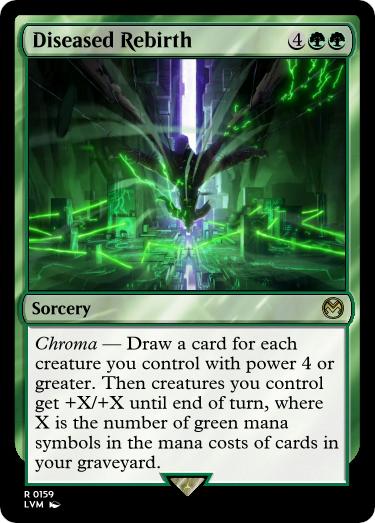 Diseased Rebirth 4
Sorcery
Chroma — Draw a card for each
creature you control with power 4 or
greater. Then creatures you control
get +X/+X until end of turn, where
X is the number of green mana
symbols in the mana costs of cards in
your graveyard.
R 0159
LVM